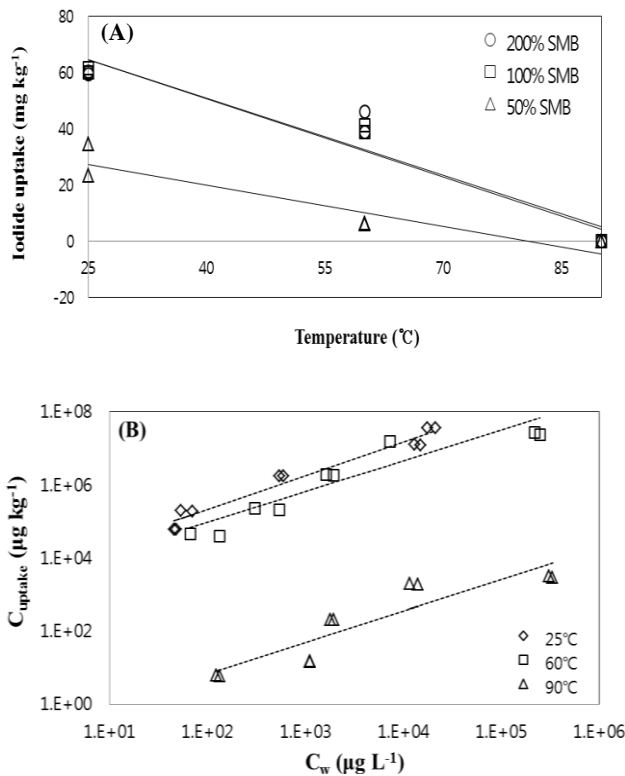 (A)
200% SMB
100% SMB
50% SMB
Iodide uptake (mg kg⁻¹)
80
60
40
20
0
-20
25
40
55
70
85
Temperature (℃)
(B)
C_uptake (µg kg⁻¹)
1.E+08
1.E+06
1.E+04
1.E+02
1.E+00
25℃
60℃
90℃
1.E+01
1.E+02
1.E+03
1.E+04
1.E+05
1.E+06
C_w (µg L⁻¹)